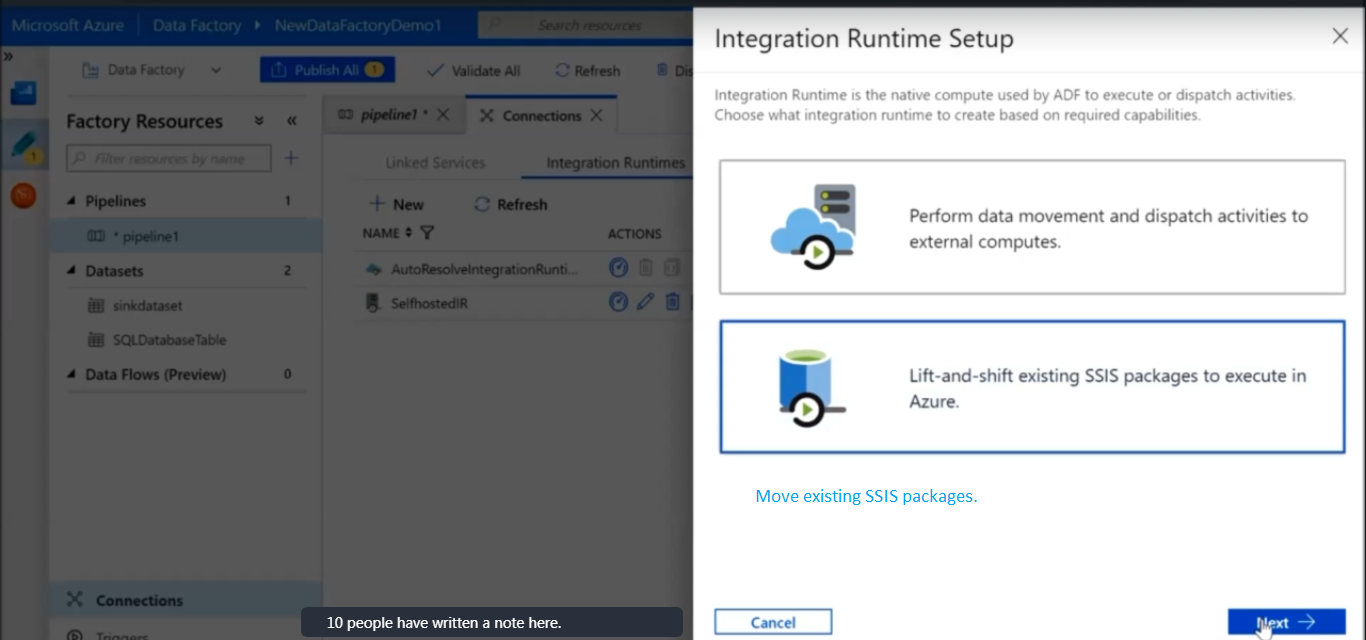 Microsoft Azure Data Factory NewDataFactoryDemo1 Search resources
Data Factory Publish All 1 Validate All Refresh Dis
Factory Resources
Filter resources by name
1
Pipelines 1
* pipeline1
Datasets 2
sinkdataset
SQLDatabaseTable
Data Flows (Preview) 0
Connections
Triggers
pipeline1 * Connections
Linked Services Integration Runtimes
New Refresh
NAME ACTIONS
AutoResolveIntegrationRunti...
SelfhostedIR
Integration Runtime Setup
Integration Runtime is the native compute used by ADF to execute or dispatch activities.
Choose what integration runtime to create based on required capabilities.
Perform data movement and dispatch activities to
external computes.
Lift-and-shift existing SSIS packages to execute in
Azure.
Move existing SSIS packages.
Cancel Next
10 people have written a note here.